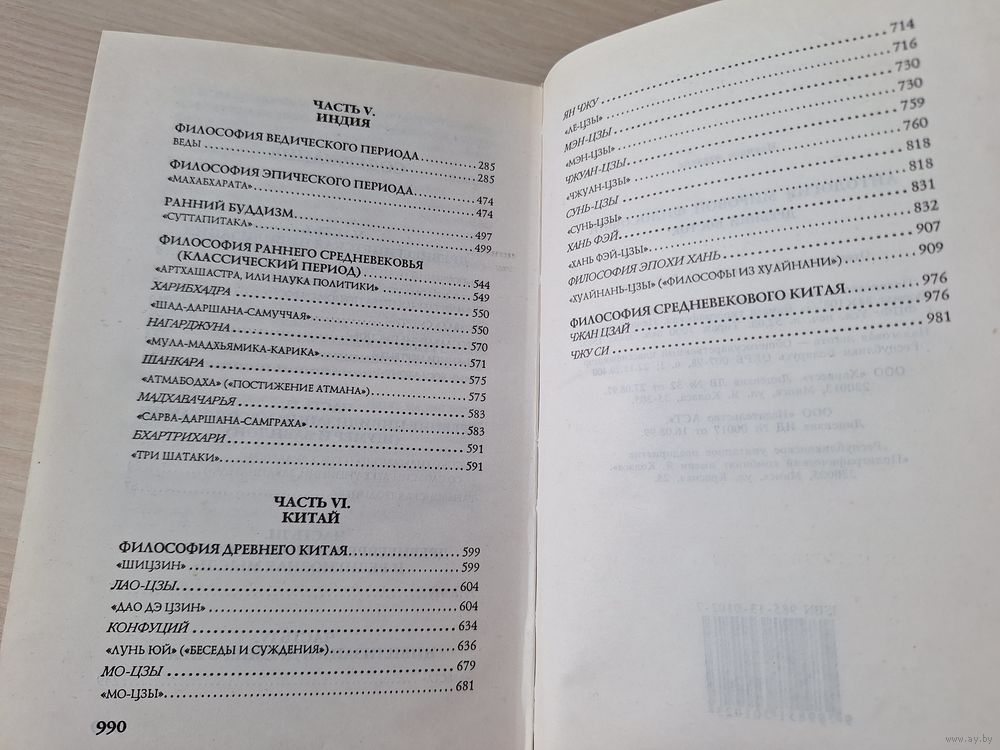 ЧАСТЬ V.
ИНДИЯ
ФИЛОСОФИЯ ВЕДИЧЕСКОГО ПЕРИОДА 285
ВЕДЫ 285
ФИЛОСОФИЯ ЭПИЧЕСКОГО ПЕРИОДА 474
«МАХАБХАРАТА» 474
РАННИЙ БУДДИЗМ 497
«СУТТАПИТАКА» 499
ФИЛОСОФИЯ РАННЕГО СРЕДНЕВЕКОВЬЯ
(КЛАССИЧЕСКИЙ ПЕРИОД) 544
«АРТХАШАСТРА, ИЛИ НАУКА ПОЛИТИКИ» 549
ХАРИБХАДРА 550
«ШАД-ДАРШАНА-САМУЧЧАЯ» 550
НАГАРДЖУНА 570
«МУЛА-МАДХЬЯМИКА-КАРИКА» 571
ШАНКАРА 575
«АТМАБОДХА» («ПОСТИЖЕНИЕ АТМАНА») 575
МАДХАВАЧАРЬЯ 583
«САРВА-ДАРШАНА-САМГРАХА» 583
БХАРТРИХАРИ 591
«ТРИ ШАТАКИ» 591
ЧАСТЬ VI.
КИТАЙ
ФИЛОСОФИЯ ДРЕВНЕГО КИТАЯ 599
«ШИЦЗИН» 599
ЛАО-ЦЗЫ 604
«ДАО ДЭ ЦЗИН» 604
КОНФУЦИЙ 634
«ЛУНЬ ЮЙ» («БЕСЕДЫ И СУЖДЕНИЯ») 636
МО-ЦЗЫ 679
«МО-ЦЗЫ» 681
990
ЯН ЧЖУ 714
«ЛЕ-ЦЗЫ» 716
МЭН-ЦЗЫ 730
«МЭН-ЦЗЫ» 730
ЧЖУАН-ЦЗЫ 759
«ЧЖУАН-ЦЗЫ» 760
СУНЬ-ЦЗЫ 818
«СУНЬ-ЦЗЫ» 818
ХАНЬ ФЭЙ 831
«ХАНЬ ФЭЙ-ЦЗЫ» 832
ФИЛОСОФИЯ ЭПОХИ ХАНЬ 907
«ХУАЙНАНЬ-ЦЗЫ» («ФИЛОСОФЫ ИЗ ХУАЙНАНИ») 909
ФИЛОСОФИЯ СРЕДНЕВЕКОВОГО КИТАЯ 976
ЧЖАН ЦЗАЙ 976
ЧЖУ СИ 981
www.ay.by